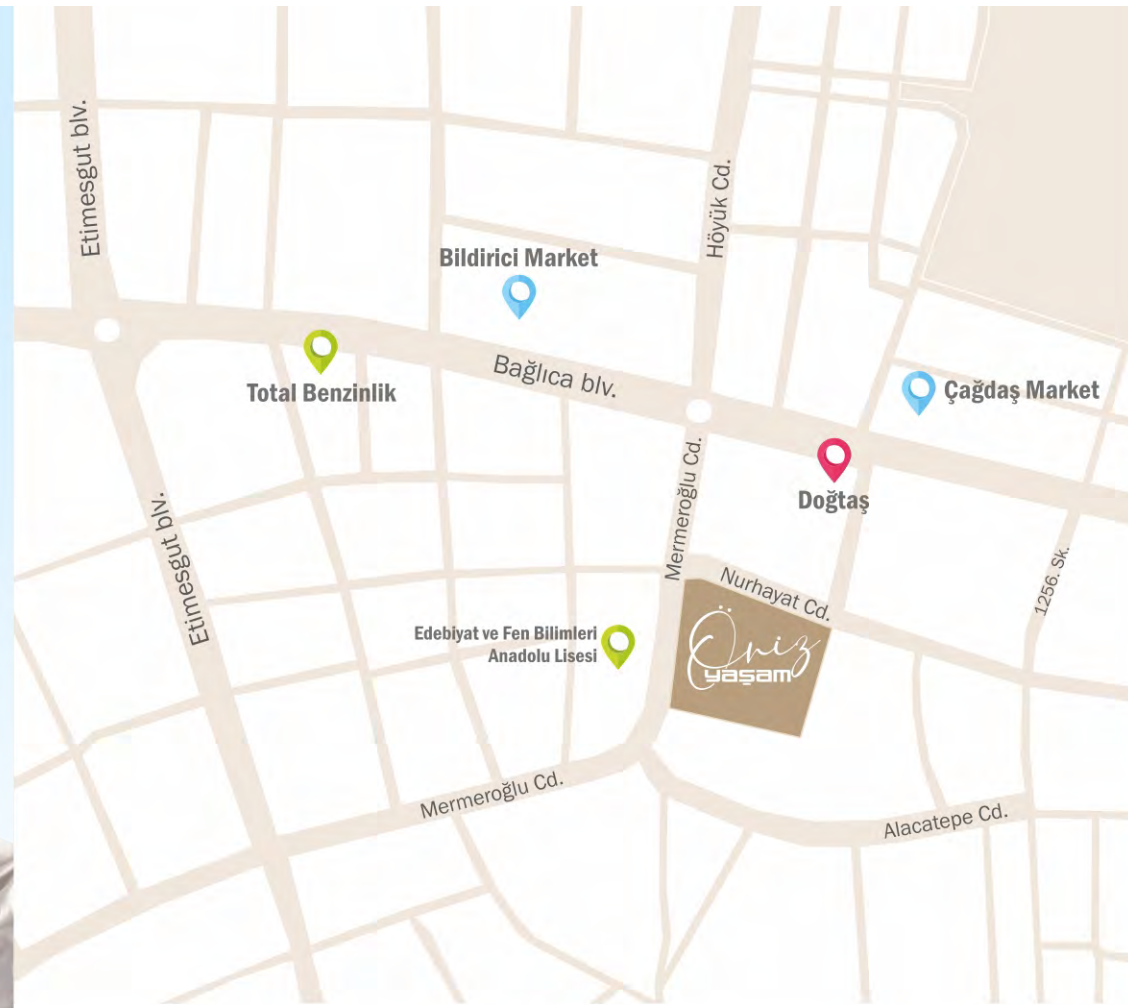 Etimesgut blv.
Höyük Cd.
Bildirici Market
Bağlıca blv.
Total Benzinlik
Çağdaş Market
Doğtaş
Mermeroğlu Cd.
Etimesgut blv.
1256. Sk.
Nurhayat Cd.
Edebiyat ve Fen Bilimleri
Anadolu Lisesi
Öniz
yaşam
Mermeroğlu Cd.
Alacatepe Cd.